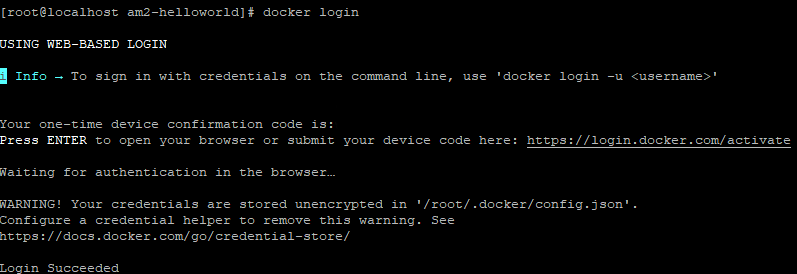 [root@localhost am2-helloworld]# docker login
USING WEB-BASED LOGIN
i Info → To sign in with credentials on the command line, use 'docker login -u <username>'
Your one-time device confirmation code is:
Press ENTER to open your browser or submit your device code here: https://login.docker.com/activate
Waiting for authentication in the browser…
WARNING! Your credentials are stored unencrypted in '/root/.docker/config.json'.
Configure a credential helper to remove this warning. See
https://docs.docker.com/go/credential-store/
Login Succeeded